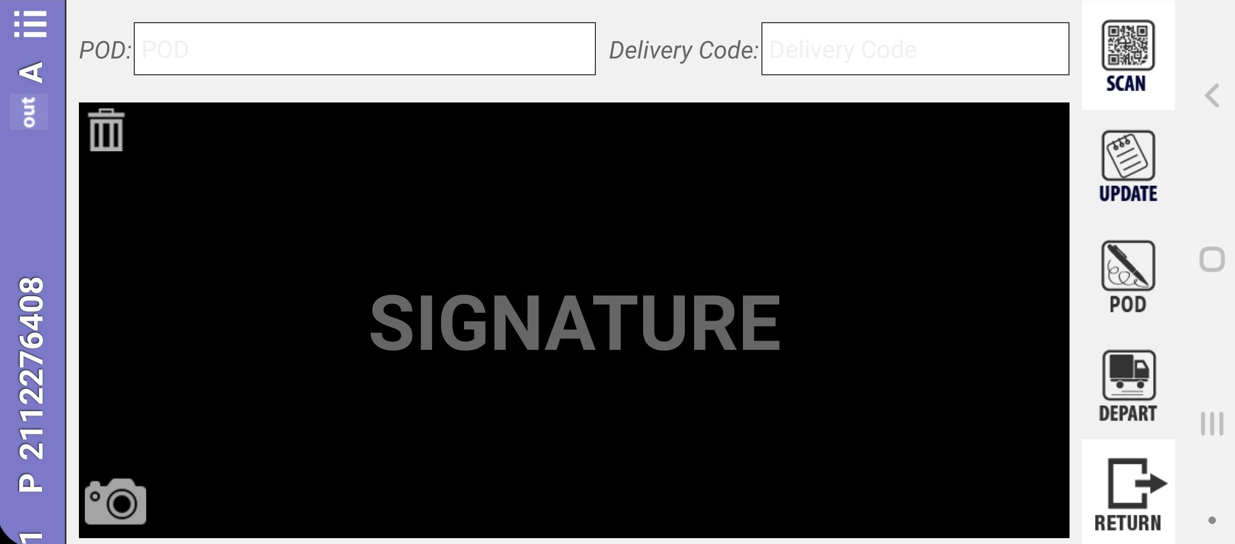 A
out
P 2112276408
1
POD: POD Delivery Code: Delivery Code
SIGNATURE
SCAN
UPDATE
POD
DEPART
RETURN